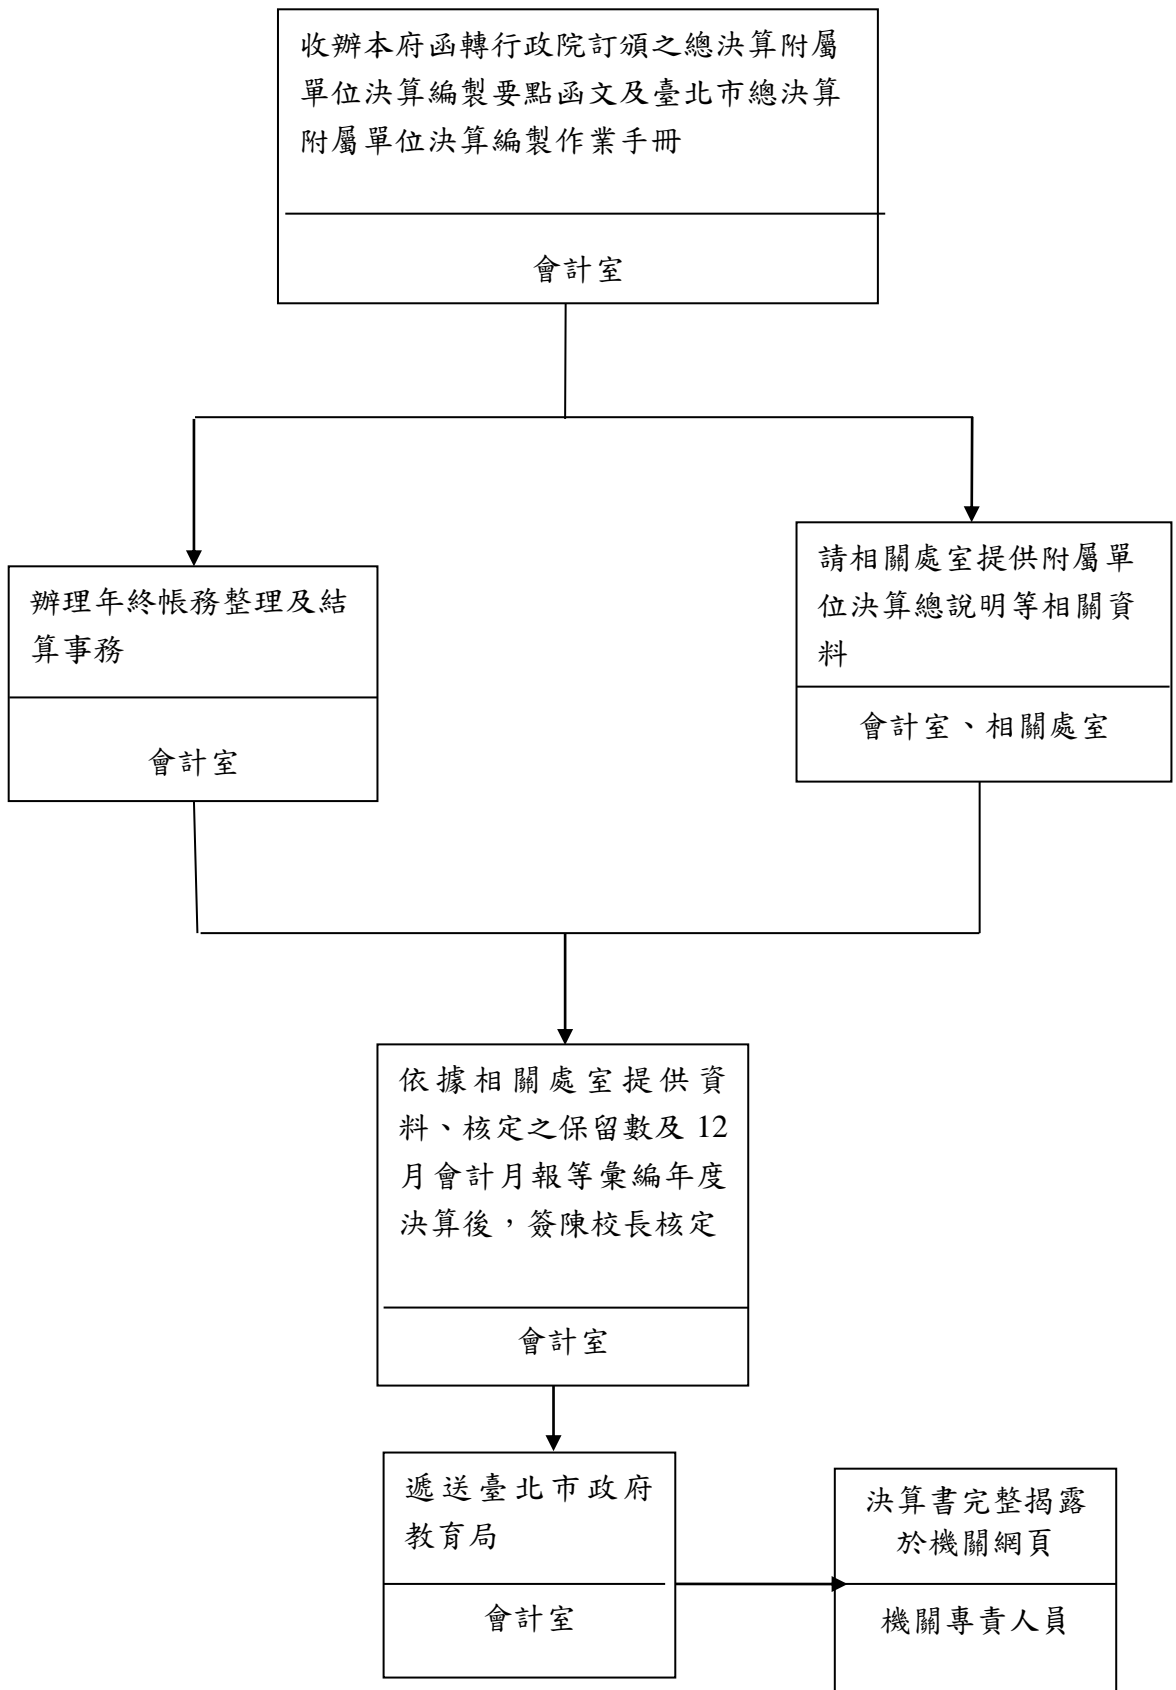 收辦本府函轉行政院訂頒之總決算附屬
單位決算編製要點函文及臺北市總決算
附屬單位決算編製作業手冊
會計室
辦理年終帳務整理及結
算事務
會計室
請相關處室提供附屬單
位決算總說明等相關資
料
會計室、相關處室
依據相關處室提供資
料、核定之保留數及 12
月會計月報等彙編年度
決算後，簽陳校長核定
會計室
遞送臺北市政府
教育局
會計室
決算書完整揭露
於機關網頁
機關專責人員